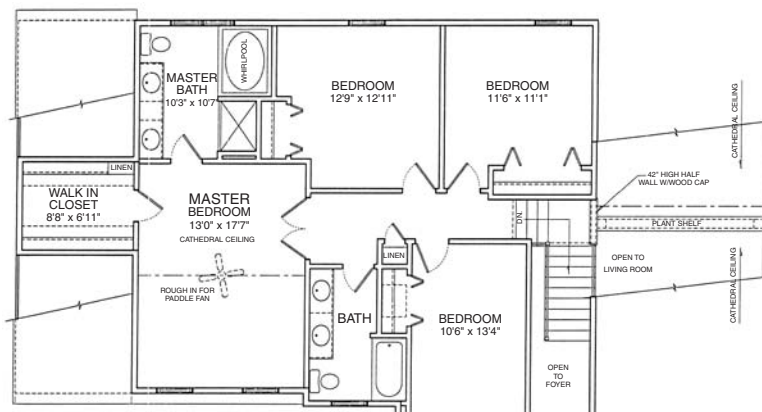 MASTER
BATH
10'3" x 10'7
WHIRLPOOL
BEDROOM
12'9" x 12'11"
BEDROOM
11'6" x 11'1"
CATHEDRAL CEILING
42" HIGH HALF
WALL W/WOOD CAP
LINEN
WALK IN
CLOSET
8'8" x 6'11"
MASTER
BEDROOM
13'0" x 17'7"
CATHEDRAL CEILING
DN.
PLANT SHELF
LINEN
OPEN TO
LIVING ROOM
CATHEDRAL CEILING
ROUGH IN FOR
PADDLE FAN
BATH
BEDROOM
10'6" x 13'4"
OPEN
TO
FOYER